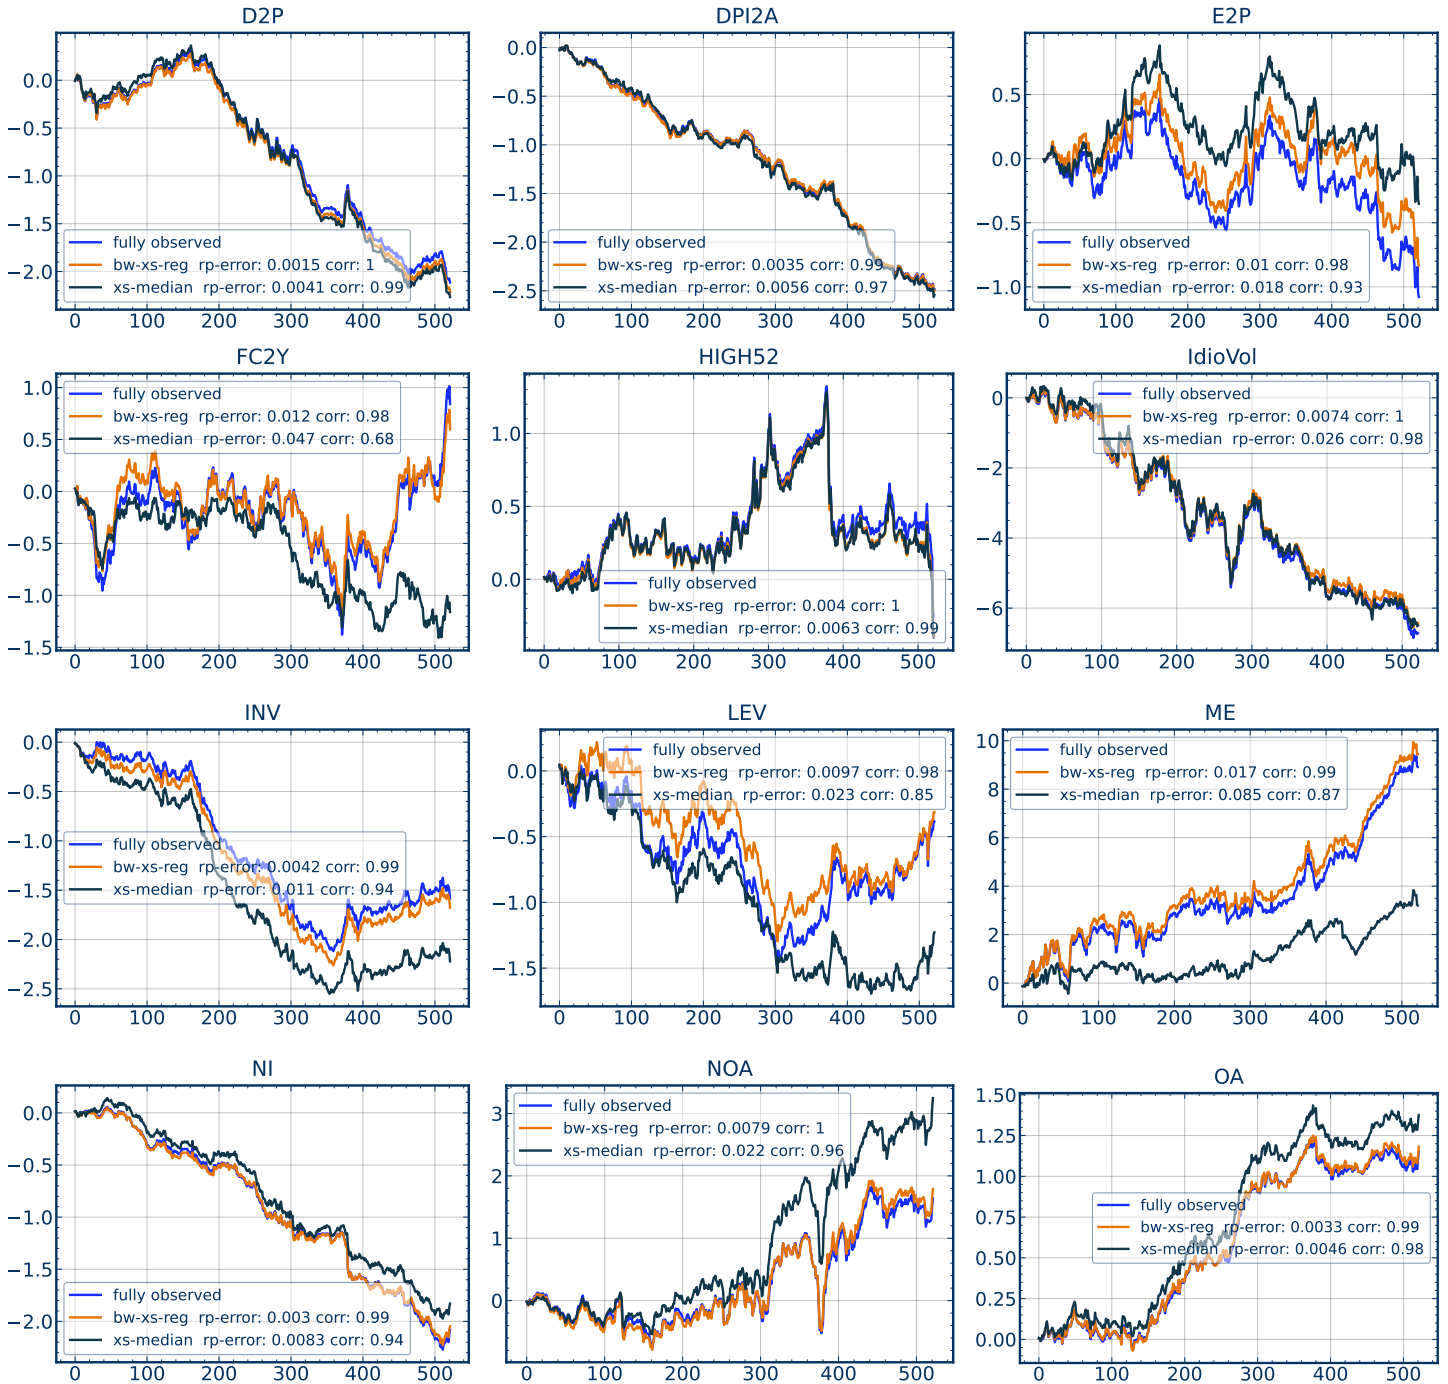 D2P
0.0
−0.5
−1.0
−1.5
−2.0
fully observed
bw-xs-reg rp-error: 0.0015 corr: 1
xs-median rp-error: 0.0041 corr: 0.99
0 100 200 300 400 500
DPI2A
0.0
−0.5
−1.0
−1.5
−2.0
−2.5
fully observed
bw-xs-reg rp-error: 0.0035 corr: 0.99
xs-median rp-error: 0.0056 corr: 0.97
0 100 200 300 400 500
E2P
0.5
0.0
−0.5
−1.0
fully observed
bw-xs-reg rp-error: 0.01 corr: 0.98
xs-median rp-error: 0.018 corr: 0.93
0 100 200 300 400 500
FC2Y
1.0
0.5
0.0
−0.5
−1.0
−1.5
fully observed
bw-xs-reg rp-error: 0.012 corr: 0.98
xs-median rp-error: 0.047 corr: 0.68
0 100 200 300 400 500
HIGH52
1.0
0.5
0.0
fully observed
bw-xs-reg rp-error: 0.004 corr: 1
xs-median rp-error: 0.0063 corr: 0.99
0 100 200 300 400 500
IdioVol
0
−2
−4
−6
fully observed
bw-xs-reg rp-error: 0.0074 corr: 1
xs-median rp-error: 0.026 corr: 0.98
0 100 200 300 400 500
INV
0.0
−0.5
−1.0
−1.5
−2.0
−2.5
fully observed
bw-xs-reg rp-error: 0.0042 corr: 0.99
xs-median rp-error: 0.011 corr: 0.94
0 100 200 300 400 500
LEV
0.0
−0.5
−1.0
−1.5
fully observed
bw-xs-reg rp-error: 0.0097 corr: 0.98
xs-median rp-error: 0.023 corr: 0.85
0 100 200 300 400 500
ME
10
8
6
4
2
0
fully observed
bw-xs-reg rp-error: 0.017 corr: 0.99
xs-median rp-error: 0.085 corr: 0.87
0 100 200 300 400 500
NI
0.0
−0.5
−1.0
−1.5
−2.0
fully observed
bw-xs-reg rp-error: 0.003 corr: 0.99
xs-median rp-error: 0.0083 corr: 0.94
0 100 200 300 400 500
NOA
3
2
1
0
fully observed
bw-xs-reg rp-error: 0.0079 corr: 1
xs-median rp-error: 0.022 corr: 0.96
0 100 200 300 400 500
OA
1.50
1.25
1.00
0.75
0.50
0.25
0.00
fully observed
bw-xs-reg rp-error: 0.0033 corr: 0.99
xs-median rp-error: 0.0046 corr: 0.98
0 100 200 300 400 500